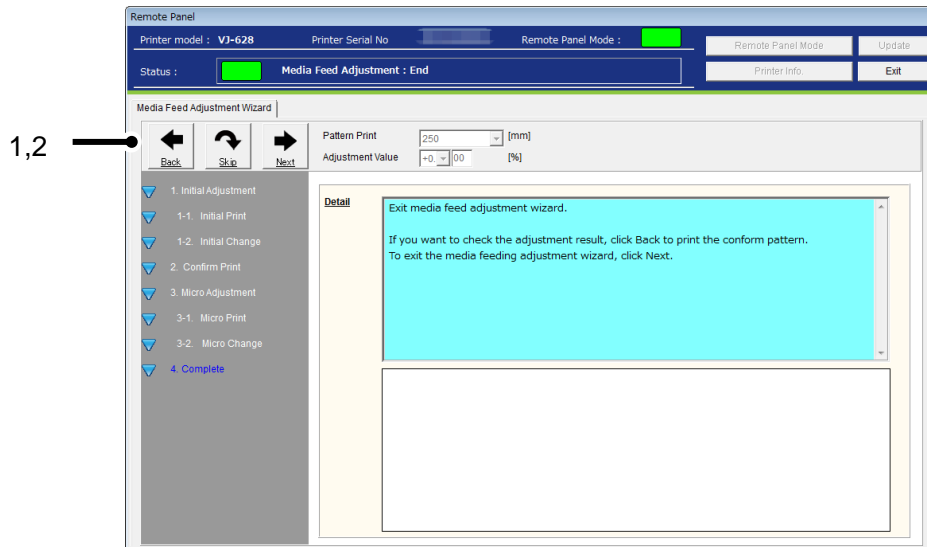 Remote Panel
Printer model : VJ-628 Printer Serial No Remote Panel Mode :
Remote Panel Mode Update
Status : Media Feed Adjustment : End
Printer Info. Exit
Media Feed Adjustment Wizard
1,2
Back Skip Next
Pattern Print 250 [mm]
Adjustment Value +0. 00 [%]
1. Initial Adjustment
1-1. Initial Print
1-2. Initial Change
2. Confirm Print
3. Micro Adjustment
3-1. Micro Print
3-2. Micro Change
4. Complete
Detail
Exit media feed adjustment wizard.
If you want to check the adjustment result, click Back to print the conform pattern.
To exit the media feeding adjustment wizard, click Next.